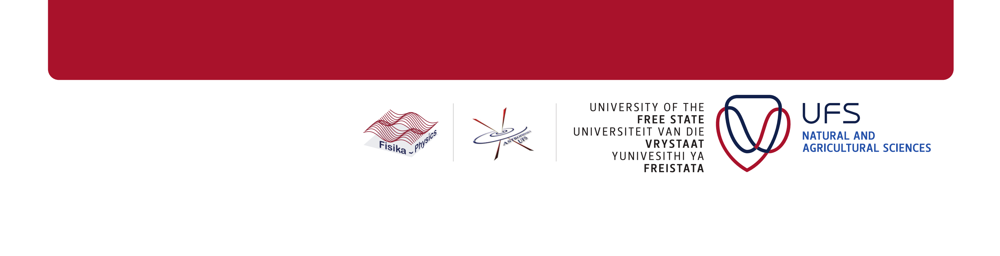 Fisika - Physics
ASTROPHYSICS
UFS
UNIVERSITY OF THE
FREE STATE
UNIVERSITEIT VAN DIE
VRYSTAAT
YUNIVESITHI YA
FREISTATA
UFS
NATURAL AND
AGRICULTURAL SCIENCES